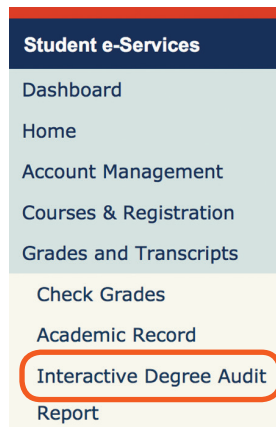 Student e-Services
Dashboard
Home
Account Management
Courses & Registration
Grades and Transcripts
Check Grades
Academic Record
Interactive Degree Audit
Report